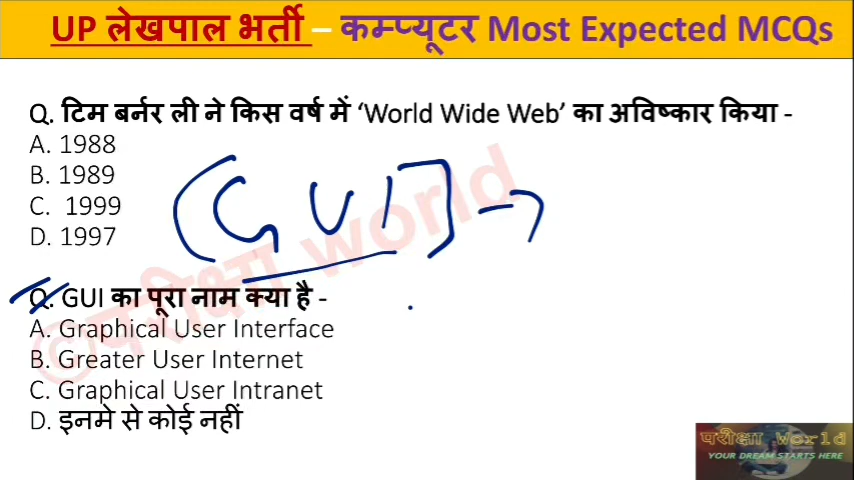 UP लेखपाल भर्ती – कम्प्यूटर Most Expected MCQs
Q. टिम बर्नर ली ने किस वर्ष में ‘World Wide Web’ का अविष्कार किया -
A. 1988
B. 1989
C. 1999
D. 1997
(GUI] →
Q. GUI का पूरा नाम क्या है -
A. Graphical User Interface
B. Greater User Internet
C. Graphical User Intranet
D. इनमे से कोई नहीं
©परीक्षा world
परीक्षा World
YOUR DREAM STARTS HERE